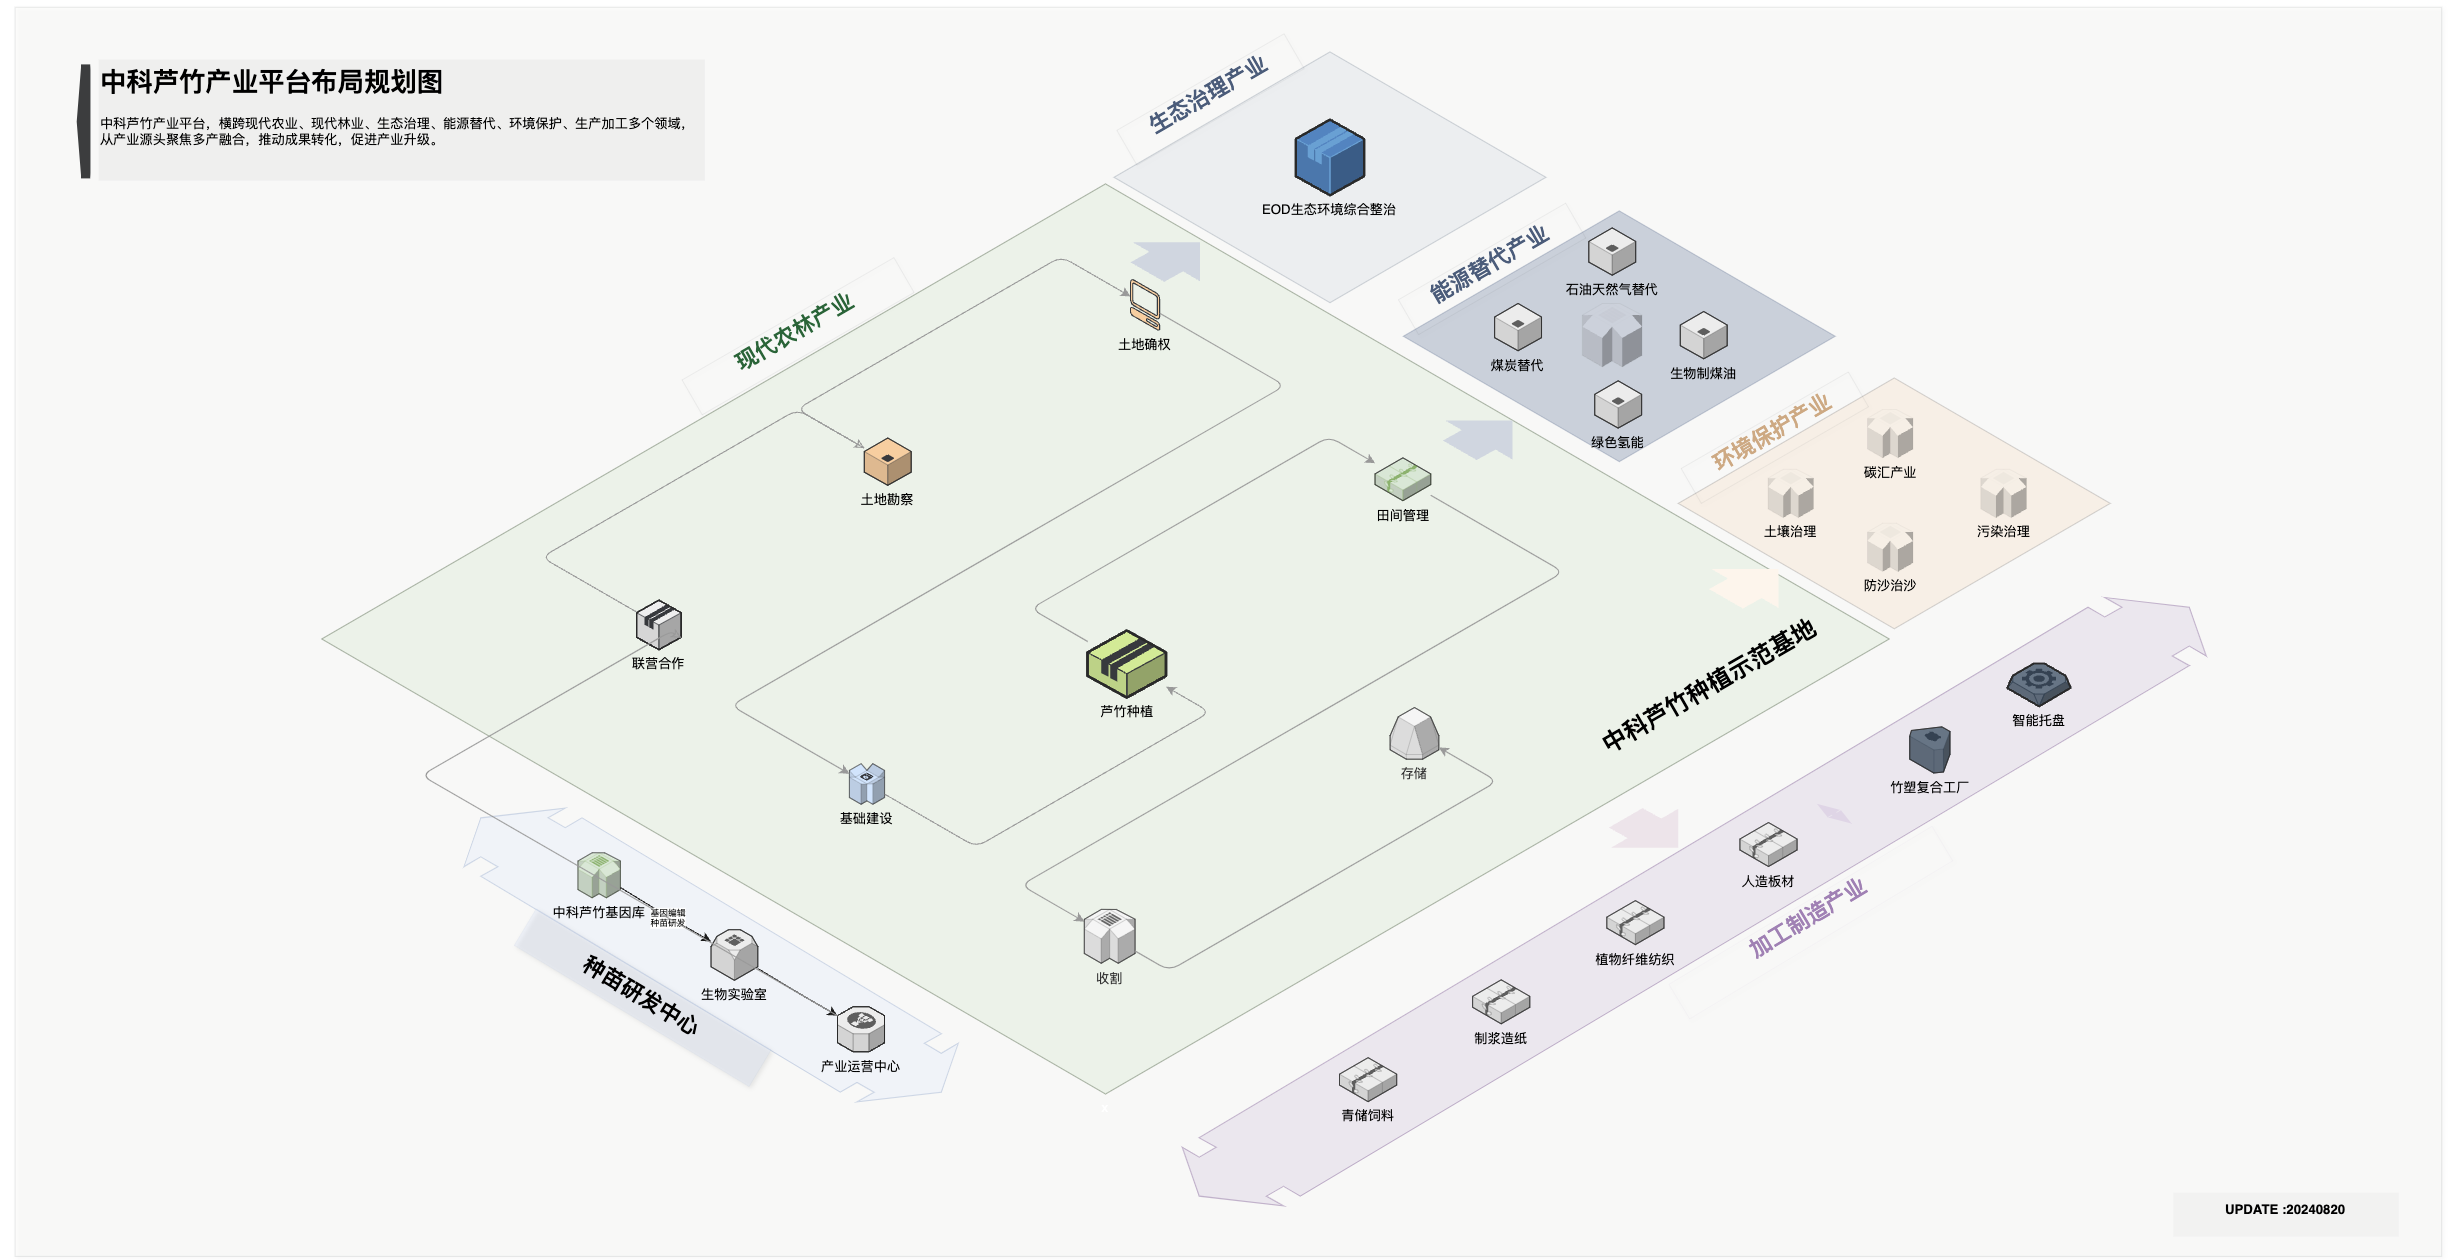 中科芦竹产业平台布局规划图
中科芦竹产业平台，横跨现代农业、现代林业、生态治理、能源替代、环境保护、生产加工多个领域，
从产业源头聚焦多产融合，推动成果转化，促进产业升级。
生态治理产业
EOD生态环境综合整治
能源替代产业
石油天然气替代
煤炭替代
生物制煤油
绿色氢能
环境保护产业
碳汇产业
土壤治理
污染治理
防沙治沙
现代农林产业
土地确权
土地勘察
田间管理
联营合作
芦竹种植
基础建设
存储
收割
中科芦竹种植示范基地
智能托盘
竹塑复合工厂
人造板材
植物纤维纺织
制浆造纸
青储饲料
加工制造产业
中科芦竹基因库
基因编辑
种苗研发
生物实验室
产业运营中心
种苗研发中心
UPDATE :20240820